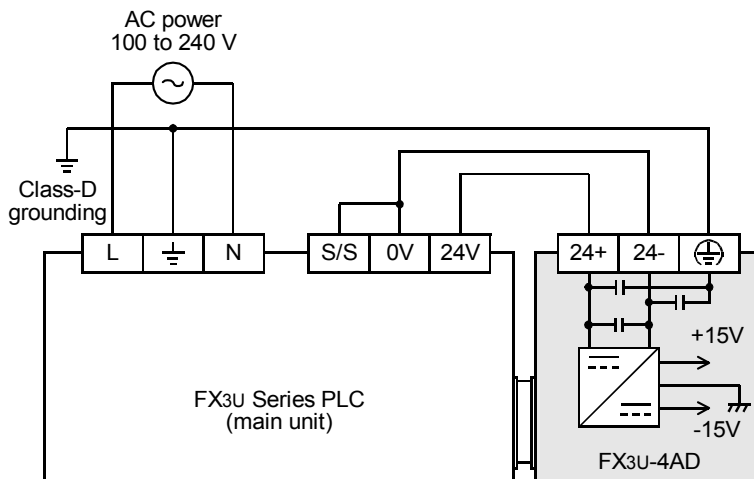 AC power
100 to 240 V
Class-D
grounding
L
N
S/S
0V
24V
24+
24-
+15V
FX3U Series PLC
(main unit)
-15V
FX3U-4AD